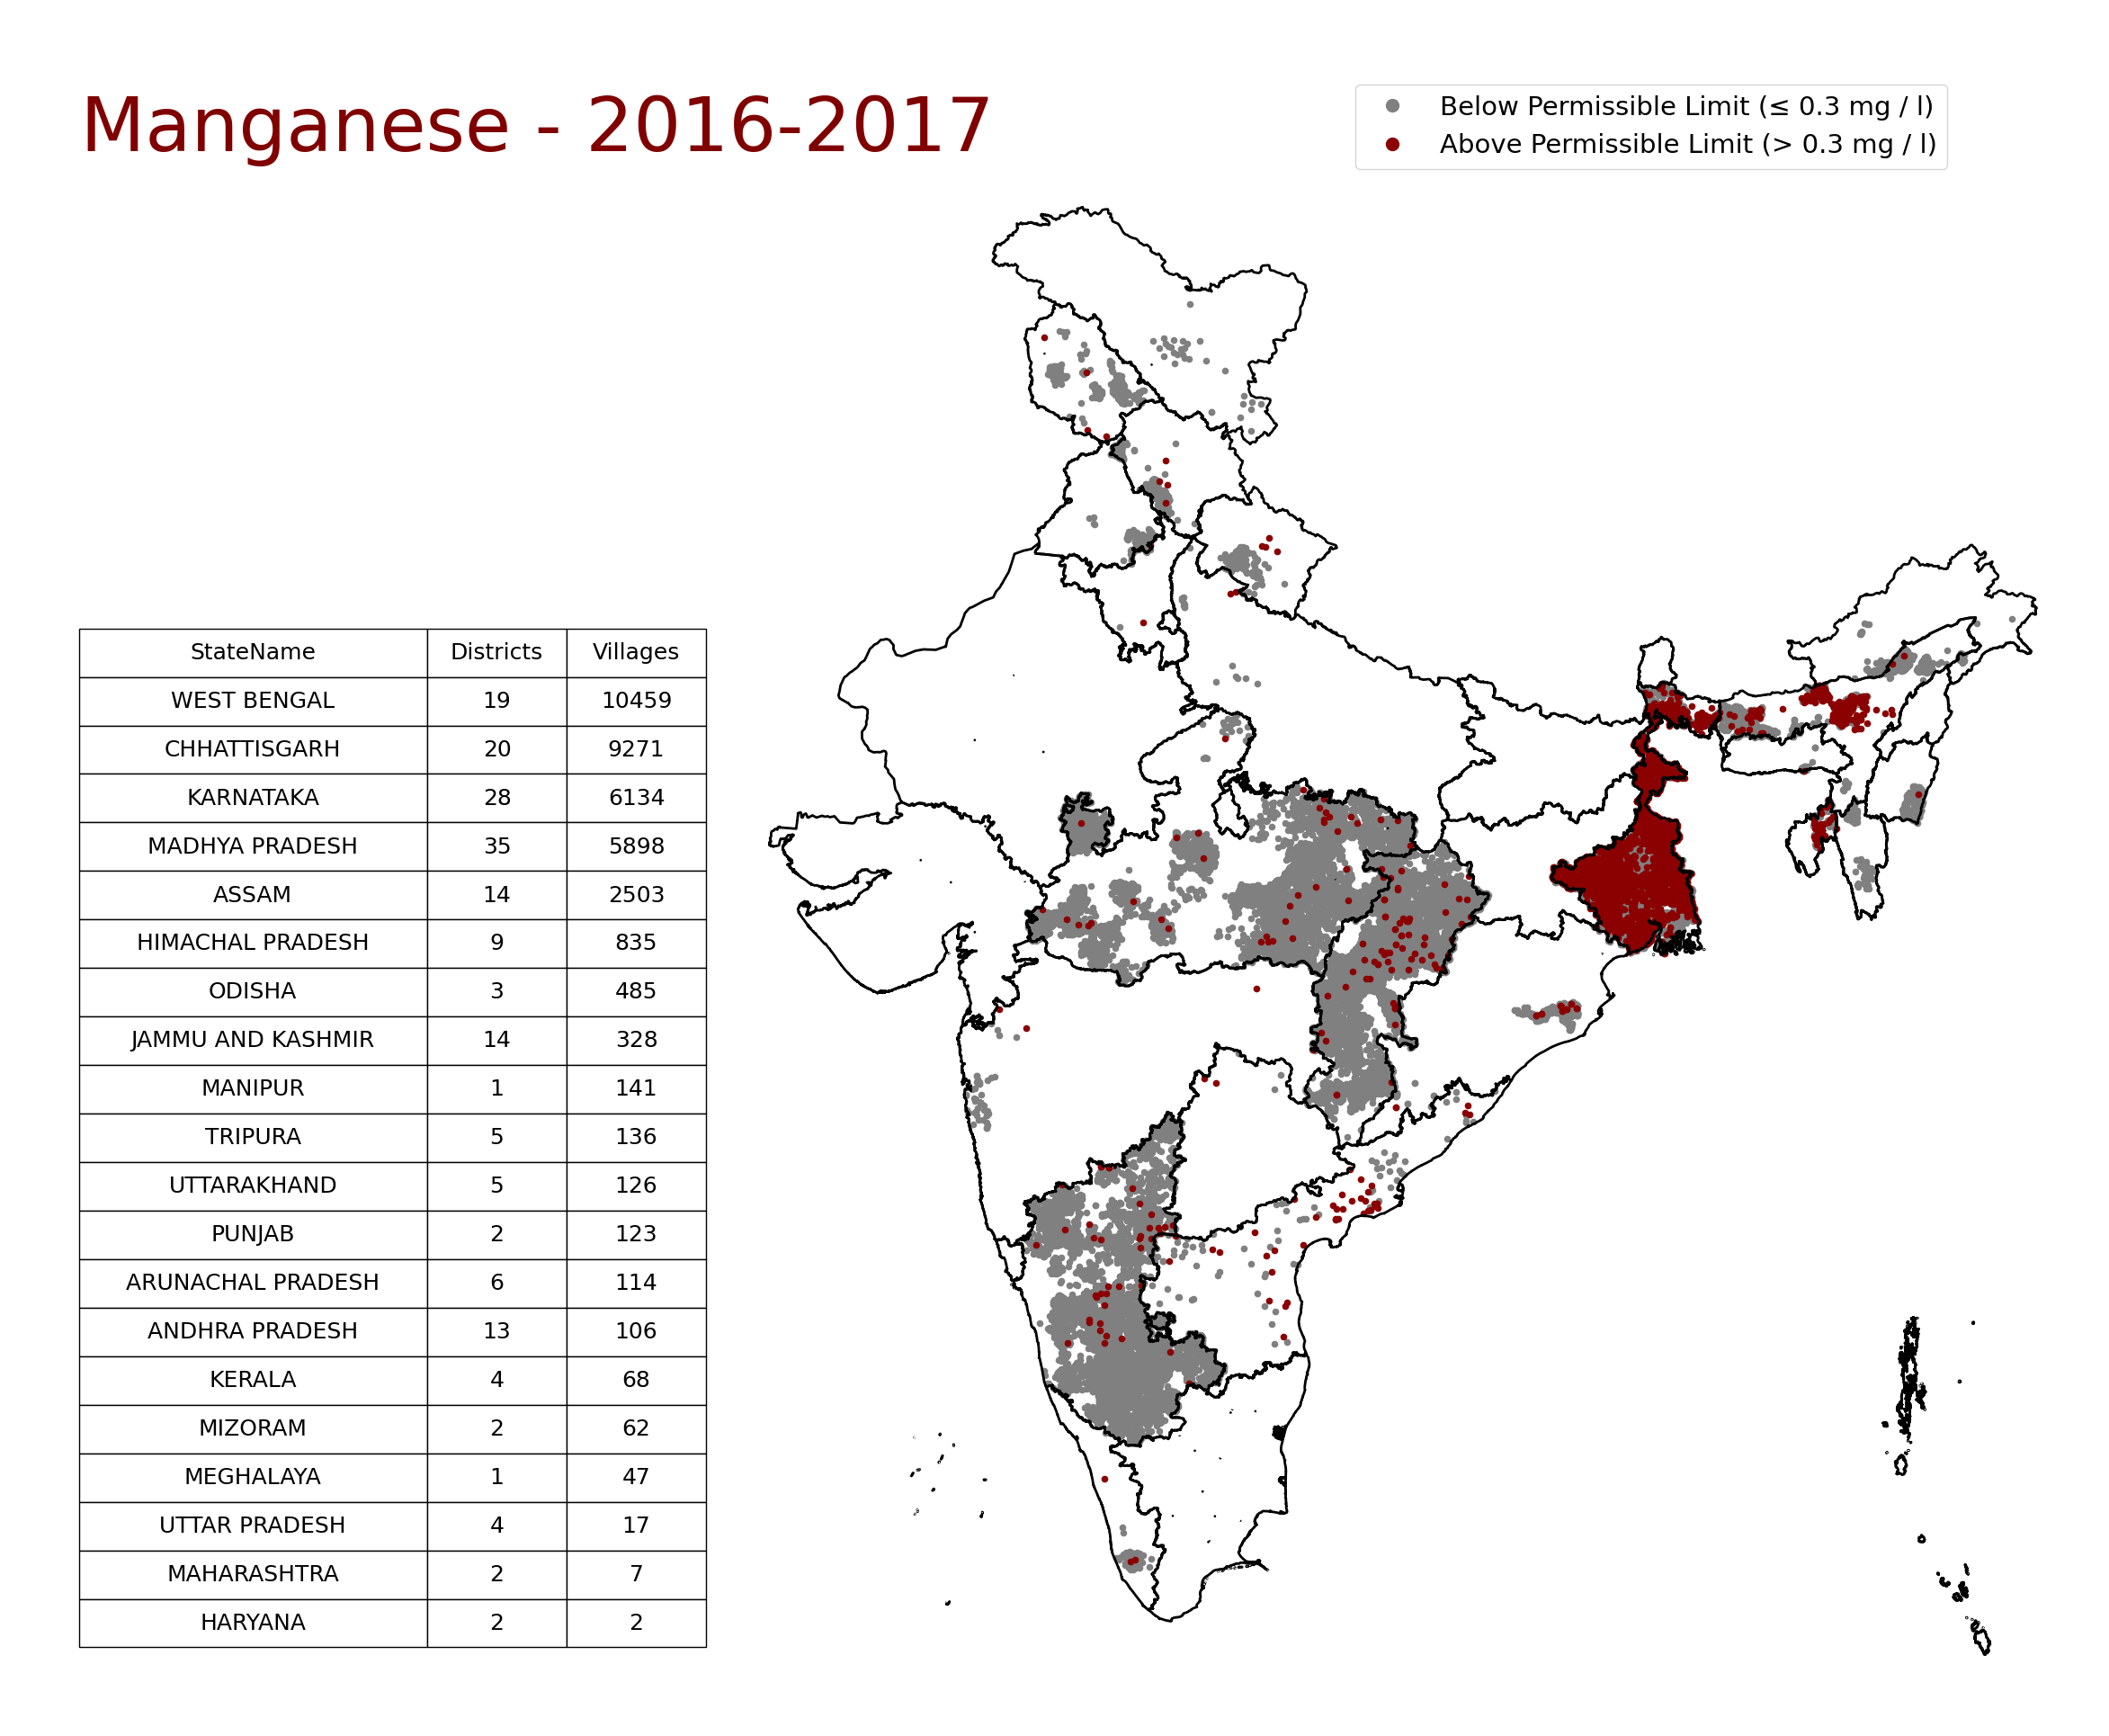 Manganese - 2016-2017
Below Permissible Limit (≤ 0.3 mg / l)
Above Permissible Limit (> 0.3 mg / l)
StateName Districts Villages
WEST BENGAL 19 10459
CHHATTISGARH 20 9271
KARNATAKA 28 6134
MADHYA PRADESH 35 5898
ASSAM 14 2503
HIMACHAL PRADESH 9 835
ODISHA 3 485
JAMMU AND KASHMIR 14 328
MANIPUR 1 141
TRIPURA 5 136
UTTARAKHAND 5 126
PUNJAB 2 123
ARUNACHAL PRADESH 6 114
ANDHRA PRADESH 13 106
KERALA 4 68
MIZORAM 2 62
MEGHALAYA 1 47
UTTAR PRADESH 4 17
MAHARASHTRA 2 7
HARYANA 2 2